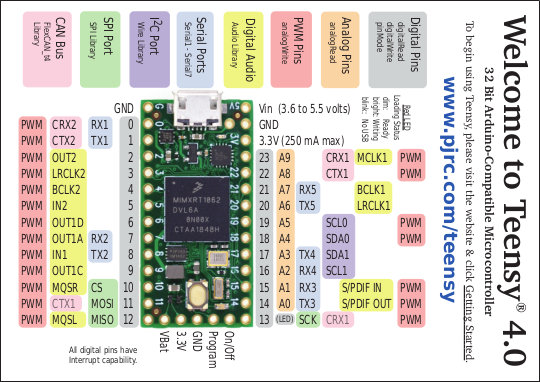 Welcome to Teensy® 4.0
32 Bit Arduino-Compatible Microcontroller
To begin using Teensy, please visit the website & click Getting Started.
www.pjrc.com/teensy
Digital Pins
digitalRead
digitalWrite
pinMode
Analog Pins
analogRead
PWM Pins
analogWrite
Digital Audio
Audio Library
Serial Ports
Serial1 - Serial7
I²C Port
Wire Library
SPI Port
SPI Library
CAN Bus
FlexCAN_t4
Library
Red LED
Loading Status
dim: Ready
bright: Writing
blink: No USB
GND
PWM CRX2 RX1 0
PWM CTX2 TX1 1
PWM OUT2 2
PWM LRCLK2 3
PWM BCLK2 4
PWM IN2 5
PWM OUT1D 6
PWM OUT1A RX2 7
PWM IN1 TX2 8
PWM OUT1C 9
PWM MQSR CS 10
PWM CTX1 MOSI 11
PWM MQSL MISO 12
MIMXRT1062
DVL6A
0N00X
CTAA1848H
Vin (3.6 to 5.5 volts)
GND
3.3V (250 mA max)
23 A9 CRX1 MCLK1 PWM
22 A8 CTX1 PWM
21 A7 RX5 BCLK1
20 A6 TX5 LRCLK1
19 A5 SCL0 PWM
18 A4 SDA0 PWM
17 A3 TX4 SDA1
16 A2 RX4 SCL1
15 A1 RX3 S/PDIF IN PWM
14 A0 TX3 S/PDIF OUT PWM
13 (LED) SCK CRX1 PWM
VBat
3.3V
GND
Program
On/Off
All digital pins have
Interrupt capability.